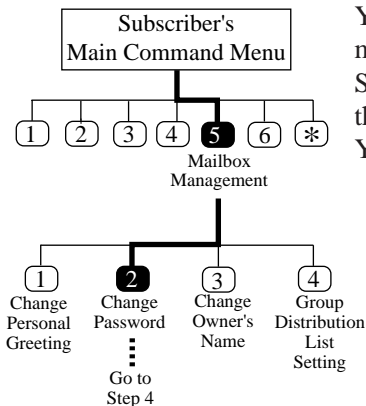 Subscriber's
Main Command Menu
1 2 3 4 5 6 *
Mailbox
Management
1 2 3 4
Change Personal Greeting
Change Password
Change Owner's Name
Group Distribution List Setting
Go to
Step 4
Y
m
S
th
Y